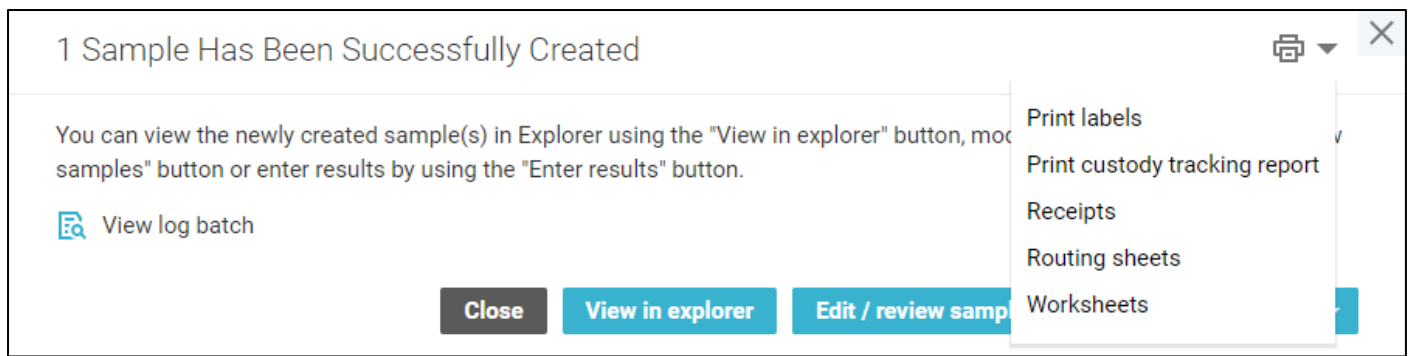 1 Sample Has Been Successfully Created
You can view the newly created sample(s) in Explorer using the "View in explorer" button,
samples" button or enter results by using the "Enter results" button.
View log batch
Close
View in explorer
Edit / review
Print labels
Print custody tracking report
Receipts
Routing sheets
Worksheets